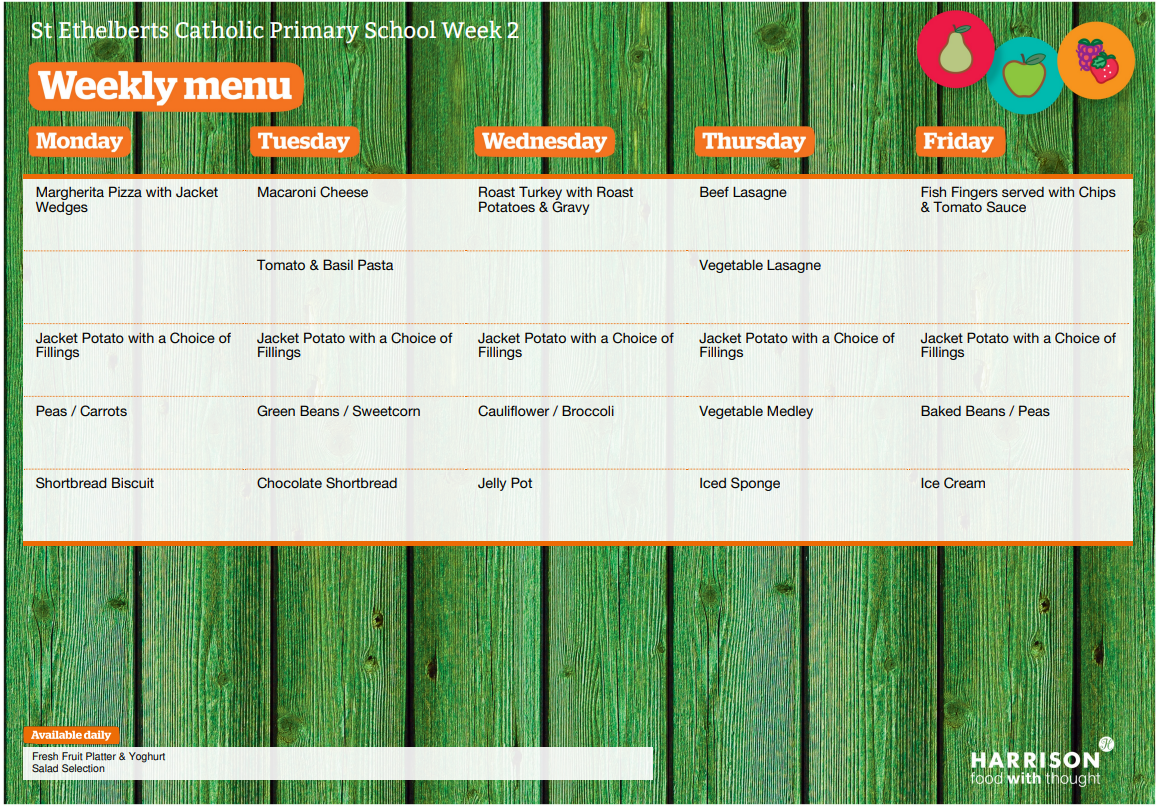 St Ethelberts Catholic Primary School Week 2
Weekly menu
Monday
Tuesday
Wednesday
Thursday
Friday
Margherita Pizza with Jacket
Wedges
Macaroni Cheese
Roast Turkey with Roast
Potatoes & Gravy
Beef Lasagne
Fish Fingers served with Chips
& Tomato Sauce
Tomato & Basil Pasta
Vegetable Lasagne
Jacket Potato with a Choice of
Fillings
Jacket Potato with a Choice of
Fillings
Jacket Potato with a Choice of
Fillings
Jacket Potato with a Choice of
Fillings
Jacket Potato with a Choice of
Fillings
Peas / Carrots
Green Beans / Sweetcorn
Cauliflower / Broccoli
Vegetable Medley
Baked Beans / Peas
Shortbread Biscuit
Chocolate Shortbread
Jelly Pot
Iced Sponge
Ice Cream
Available daily
Fresh Fruit Platter & Yoghurt
Salad Selection
H
HARRISON
food with thought